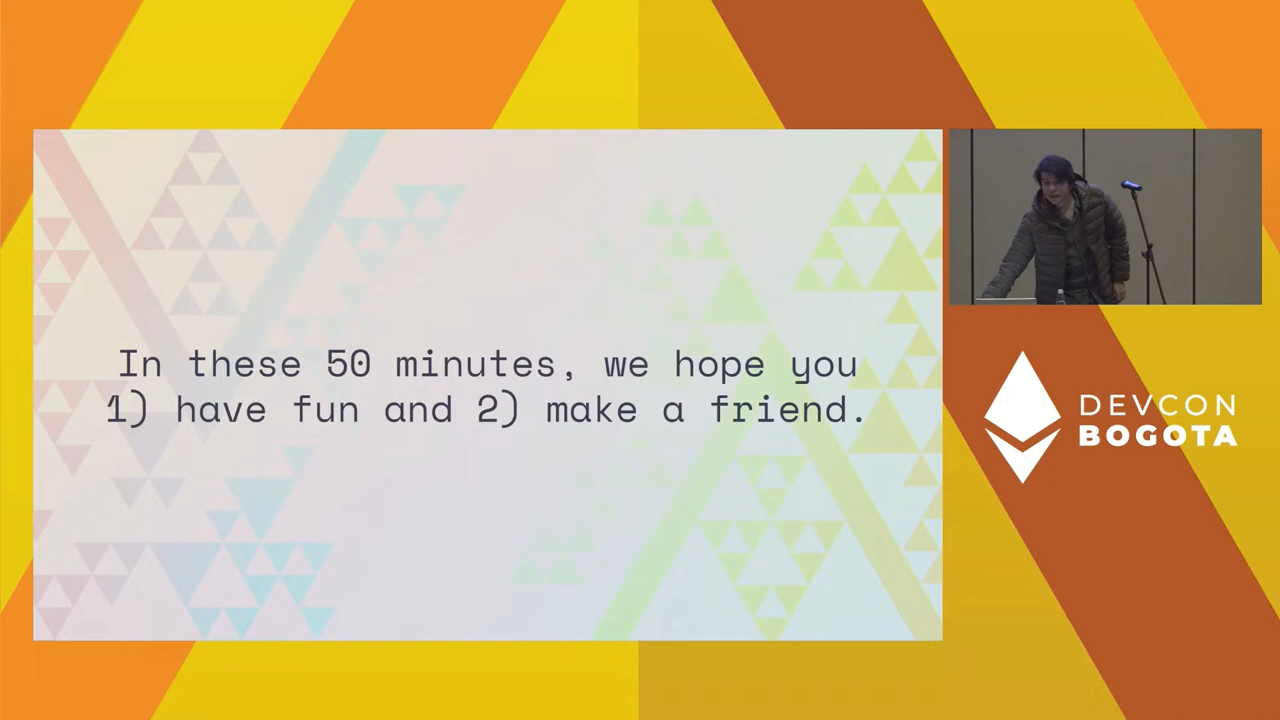 In these 50 minutes, we hope you
1) have fun and 2) make a friend.
DEVCON
BOGOTA